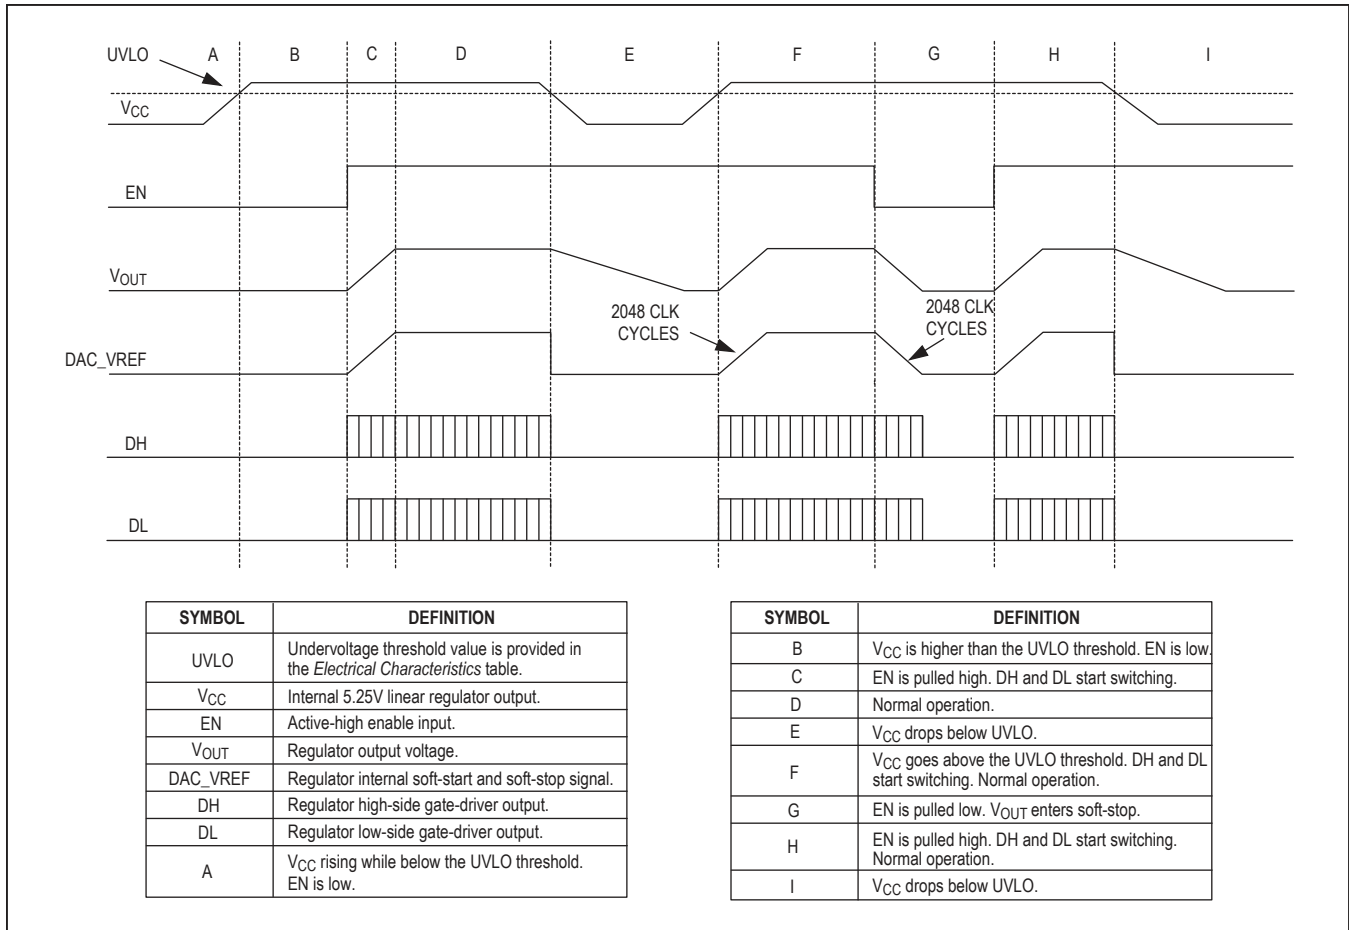 UVLO A B C D E F G H I
VCC
EN
VOUT
2048 CLK
CYCLES
2048 CLK
CYCLES
DAC_VREF
DH
DL
SYMBOL DEFINITION
UVLO Undervoltage threshold value is provided in
the Electrical Characteristics table.
VCC Internal 5.25V linear regulator output.
EN Active-high enable input.
VOUT Regulator output voltage.
DAC_VREF Regulator internal soft-start and soft-stop signal.
DH Regulator high-side gate-driver output.
DL Regulator low-side gate-driver output.
A VCC rising while below the UVLO threshold.
EN is low.
SYMBOL DEFINITION
B VCC is higher than the UVLO threshold. EN is low.
C EN is pulled high. DH and DL start switching.
D Normal operation.
E VCC drops below UVLO.
F VCC goes above the UVLO threshold. DH and DL
start switching. Normal operation.
G EN is pulled low. VOUT enters soft-stop.
H EN is pulled high. DH and DL start switching.
Normal operation.
I VCC drops below UVLO.